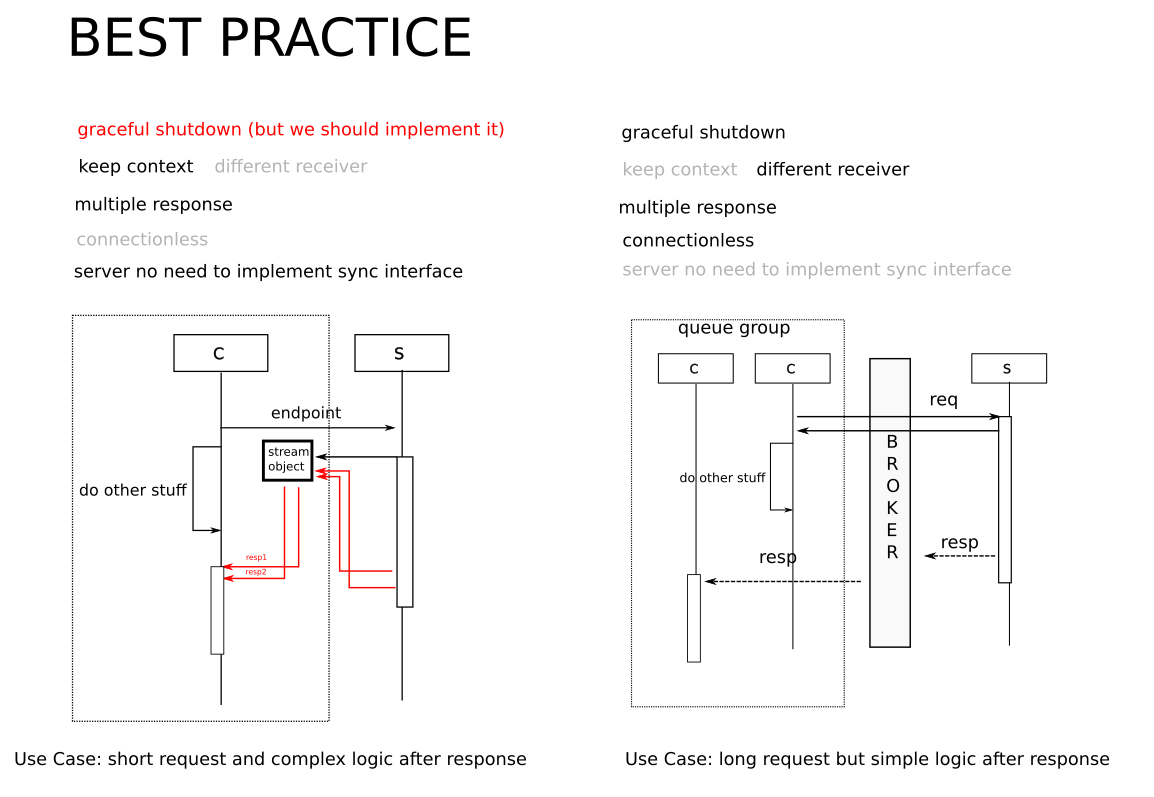 BEST PRACTICE
graceful shutdown (but we should implement it)
keep context different receiver
multiple response
connectionless
server no need to implement sync interface
C
S
endpoint
stream
object
do other stuff
resp1
resp2
Use Case: short request and complex logic after response
graceful shutdown
keep context different receiver
multiple response
connectionless
server no need to implement sync interface
queue group
c
c
s
req
B
R
O
K
E
R
do other stuff
resp
resp
Use Case: long request but simple logic after response